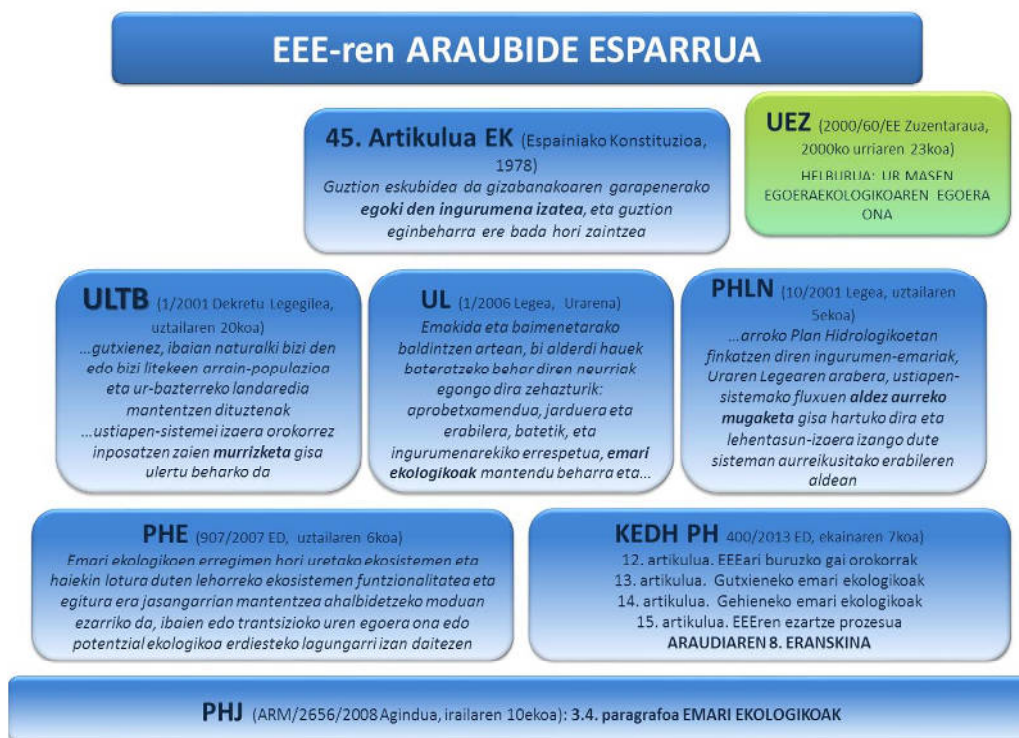 EEE-ren ARAUBIDE ESPARRUA
45. Artikulua EK (Espainiako Konstituzioa,
1978)
Guztion eskubidea da gizabanakoaren garapenerako
egoki den ingurumena izatea, eta guztion
eginbeharra ere bada hori zaintzea
UEZ (2000/60/EE Zuzentaraua,
2000ko urriaren 23koa)
HELBURUA: UR MASEN
EGOERAEKOLOGIKOAREN EGOERA
ONA
ULTB (1/2001 Dekretu Legegilea,
uztailaren 20koa)
...gutxienez, ibaian naturalki bizi den
edo bizi litekeen arrain-populazioa
eta ur-bazterreko landaredia
mantentzen dituztenak
...ustiapen-sistemei izaera orokorrez
inposatzen zaien murrizketa gisa
ulertu beharko da
UL (1/2006 Legea, Urarena)
Emakida eta baimenetarako
baldintzen artean, bi alderdi hauek
bateratzeko behar diren neurriak
egongo dira zehazturik:
aprobetxamendua, jarduera eta
erabilera, batetik, eta
ingurumenarekiko errespetua, emari
ekologikoak mantendu beharra eta...
PHLN (10/2001 Legea, uztailaren
5ekoa)
...arroko Plan Hidrologikoetan
finkatzen diren ingurumen-emariak,
Uraren Legearen arabera, ustiapen-
sistemako fluxuen aldez aurreko
mugaketa gisa hartuko dira eta
lehentasun-izaera izango dute
sisteman aurreikusitako erabileren
aldean
PHE (907/2007 ED, uztailaren 6koa)
Emari ekologikoen erregimen hori uretako ekosistemen eta
haiekin lotura duten lehorreko ekosistemen funtzionalitatea eta
egitura era jasangarrian mantentzea ahalbidetzeko moduan
ezarriko da, ibaien edo trantsizioko uren egoera ona edo
potentzial ekologikoa erdiesteko lagungarri izan daitezen
KEDH PH 400/2013 ED, ekainaren 7koa)
12. artikulua. EEEari buruzko gai orokorrak
13. artikulua. Gutxieneko emari ekologikoak
14. artikulua. Gehieneko emari ekologikoak
15. artikulua. EEEren ezartze prozesua
ARAUDIAREN 8. ERANSKINA
PHJ (ARM/2656/2008 Agindua, irailaren 10ekoa): 3.4. paragrafoa EMARI EKOLOGIKOAK